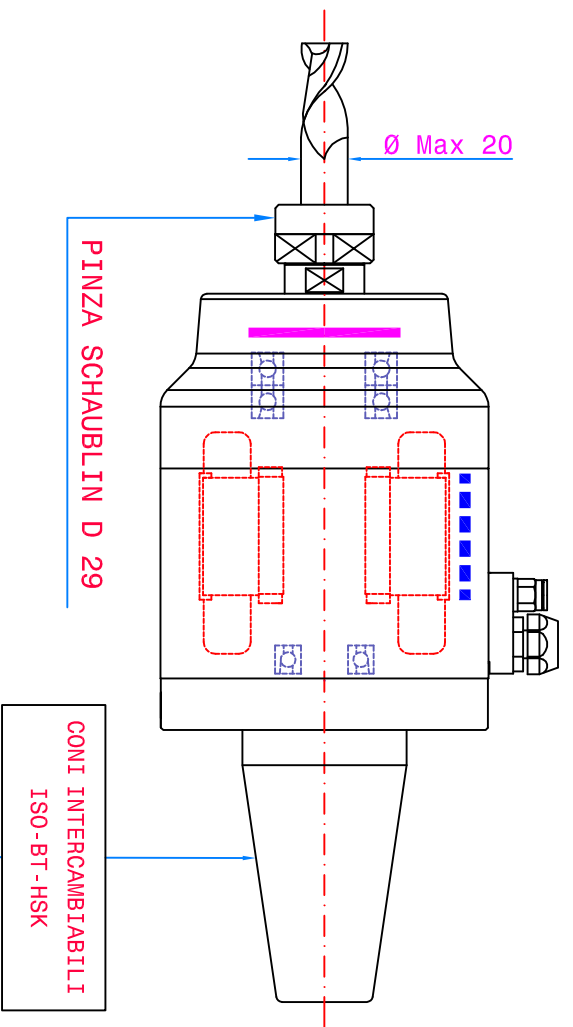 Ø Max 20
PINZA SCHAUBLIN D 29
CONI INTERCAMBIABILI
ISO-BT-HSK